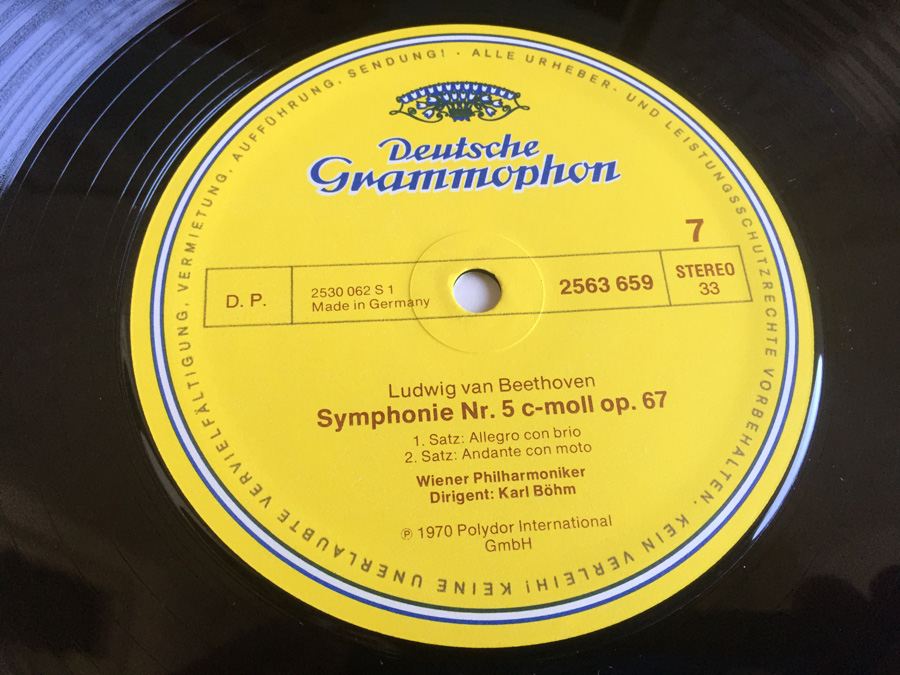 ALLE URHEBER- UND LEISTUNGSSCHUTZRECHTE VORBEHALTEN. KEIN VERLEIH! KEINE UNERLAUBTE VERVIELFÄLTIGUNG, VERMIETUNG, AUFFÜHRUNG, SENDUNG! ·
Deutsche
Grammophon
7
D. P.
2530 062 S 1
Made in Germany
2563 659
STEREO
33
Ludwig van Beethoven
Symphonie Nr. 5 c-moll op. 67
1. Satz: Allegro con brio
2. Satz: Andante con moto
Wiener Philharmoniker
Dirigent: Karl Böhm
℗ 1970 Polydor International
GmbH